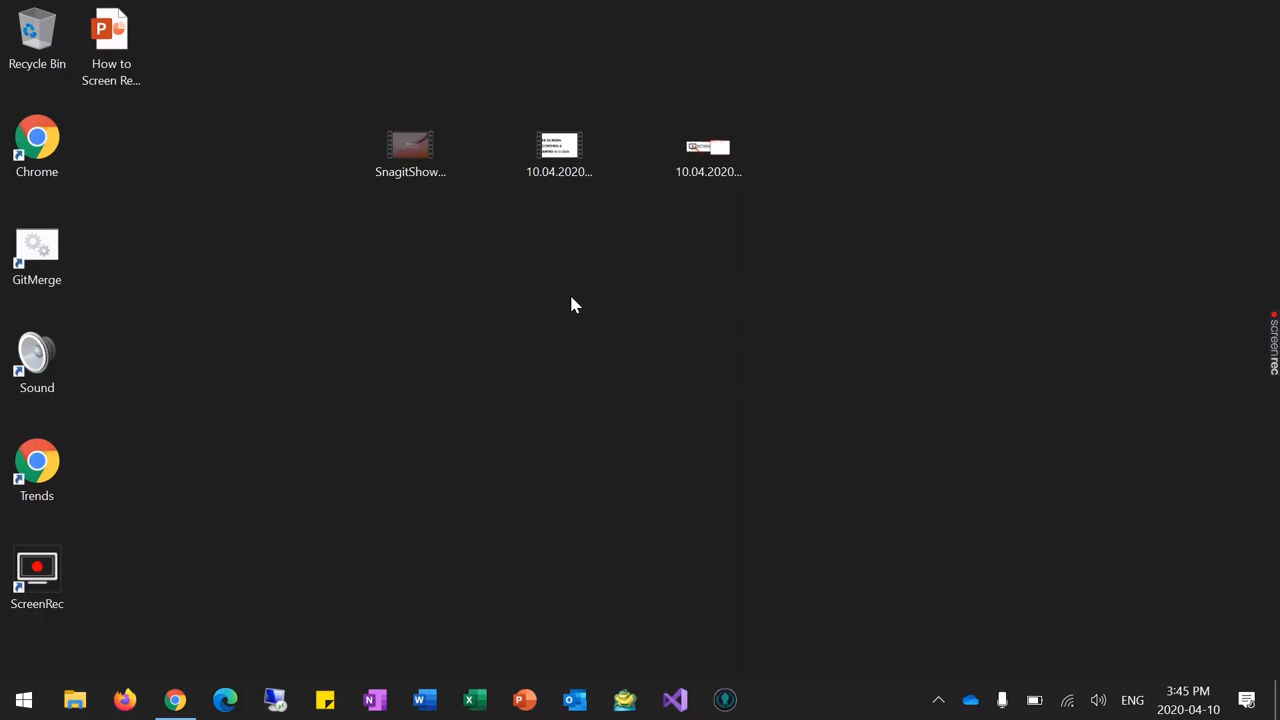 Recycle Bin
How to
Screen Re...
Chrome
GitMerge
Sound
Trends
ScreenRec
SnagitShow...
10.04.2020...
10.04.2020...
screenrec
ENG
3:45 PM
2020-04-10